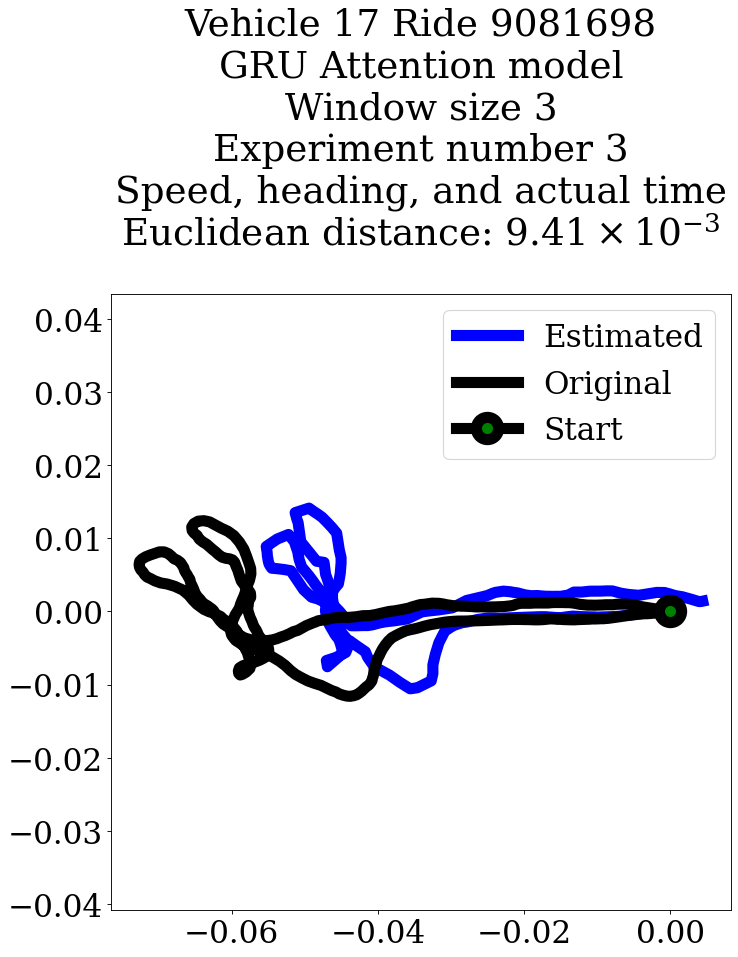 Vehicle 17 Ride 9081698
GRU Attention model
Window size 3
Experiment number 3
Speed, heading, and actual time
Euclidean distance: 9.41 × 10⁻³
Estimated
Original
Start
0.04
0.03
0.02
0.01
0.00
−0.01
−0.02
−0.03
−0.04
−0.06
−0.04
−0.02
0.00